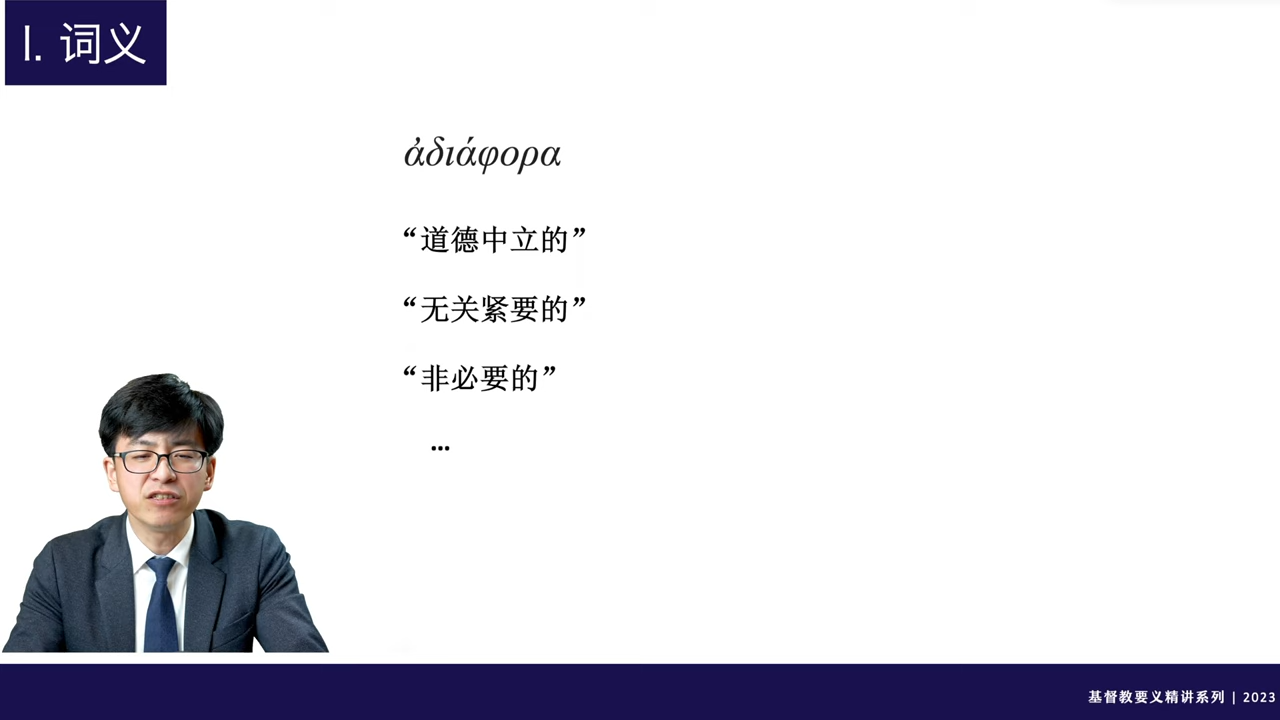 I. 词义
ἀδιάφορα
“道德中立的”
“无关紧要的”
“非必要的”
...
基督教要义精讲系列 | 2023